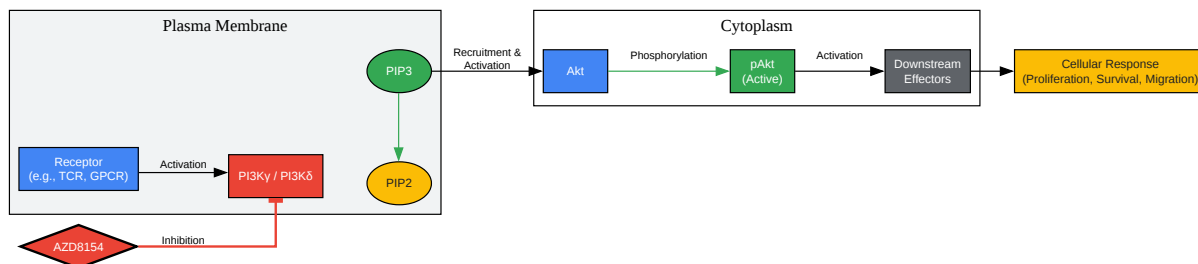 Plasma Membrane
PIP3
Receptor
(e.g., TCR, GPCR)
Activation
PI3Kγ / PI3Kδ
PIP2
AZD8154
Inhibition
Recruitment &
Activation
Cytoplasm
Akt
Phosphorylation
pAkt
(Active)
Activation
Downstream
Effectors
Cellular Response
(Proliferation, Survival, Migration)